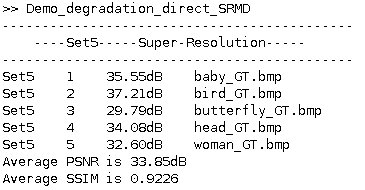 >> Demo_degradation_direct_SRMD
----------------------------------------------
----Set5-----Super-Resolution-----
----------------------------------------------
Set5 1 35.55dB baby_GT.bmp
Set5 2 37.21dB bird_GT.bmp
Set5 3 29.79dB butterfly_GT.bmp
Set5 4 34.08dB head_GT.bmp
Set5 5 32.60dB woman_GT.bmp
Average PSNR is 33.85dB
Average SSIM is 0.9226